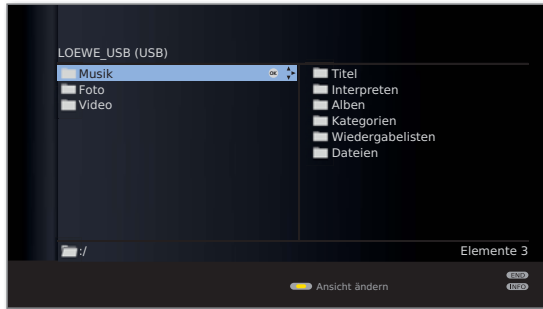 LOEWE_USB (USB)
Musik OK
Foto
Video
Titel
Interpreten
Alben
Kategorien
Wiedergabelisten
Dateien
:/
Elemente 3
END
Ansicht ändern
INFO